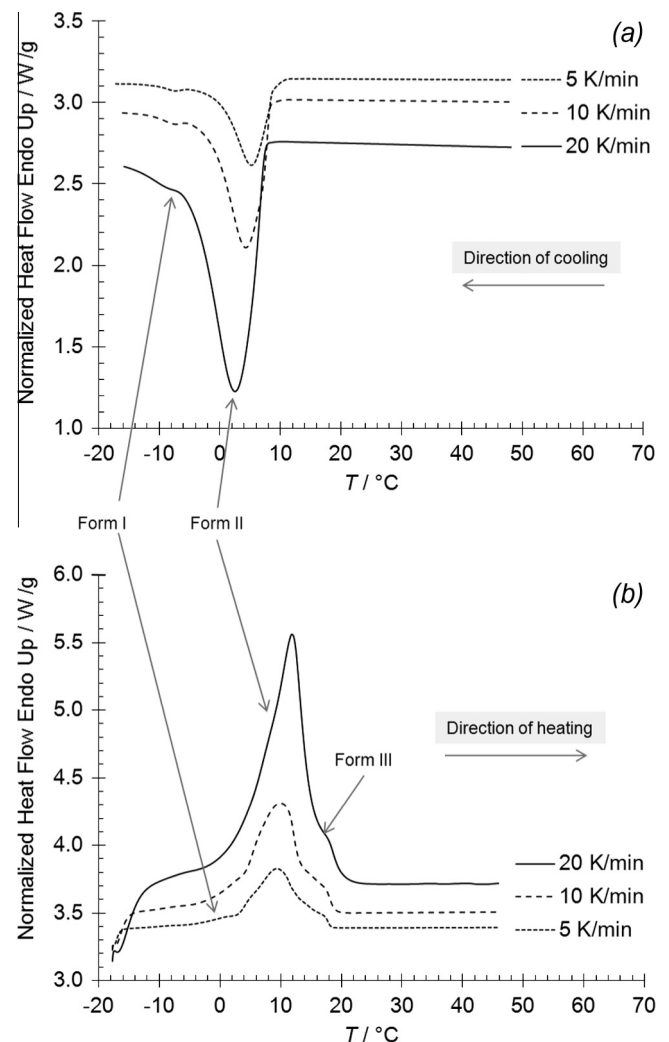 (a)
Normalized Heat Flow Endo Up / W /g
3.5
3.0
2.5
2.0
1.5
1.0
5 K/min
10 K/min
20 K/min
Direction of cooling
-20 -10 0 10 20 30 40 50 60 70
T / °C
Form I
Form II
(b)
Normalized Heat Flow Endo Up / W/g
6.0
5.5
5.0
4.5
4.0
3.5
3.0
Direction of heating
Form III
20 K/min
10 K/min
5 K/min
-20 -10 0 10 20 30 40 50 60 70
T / °C